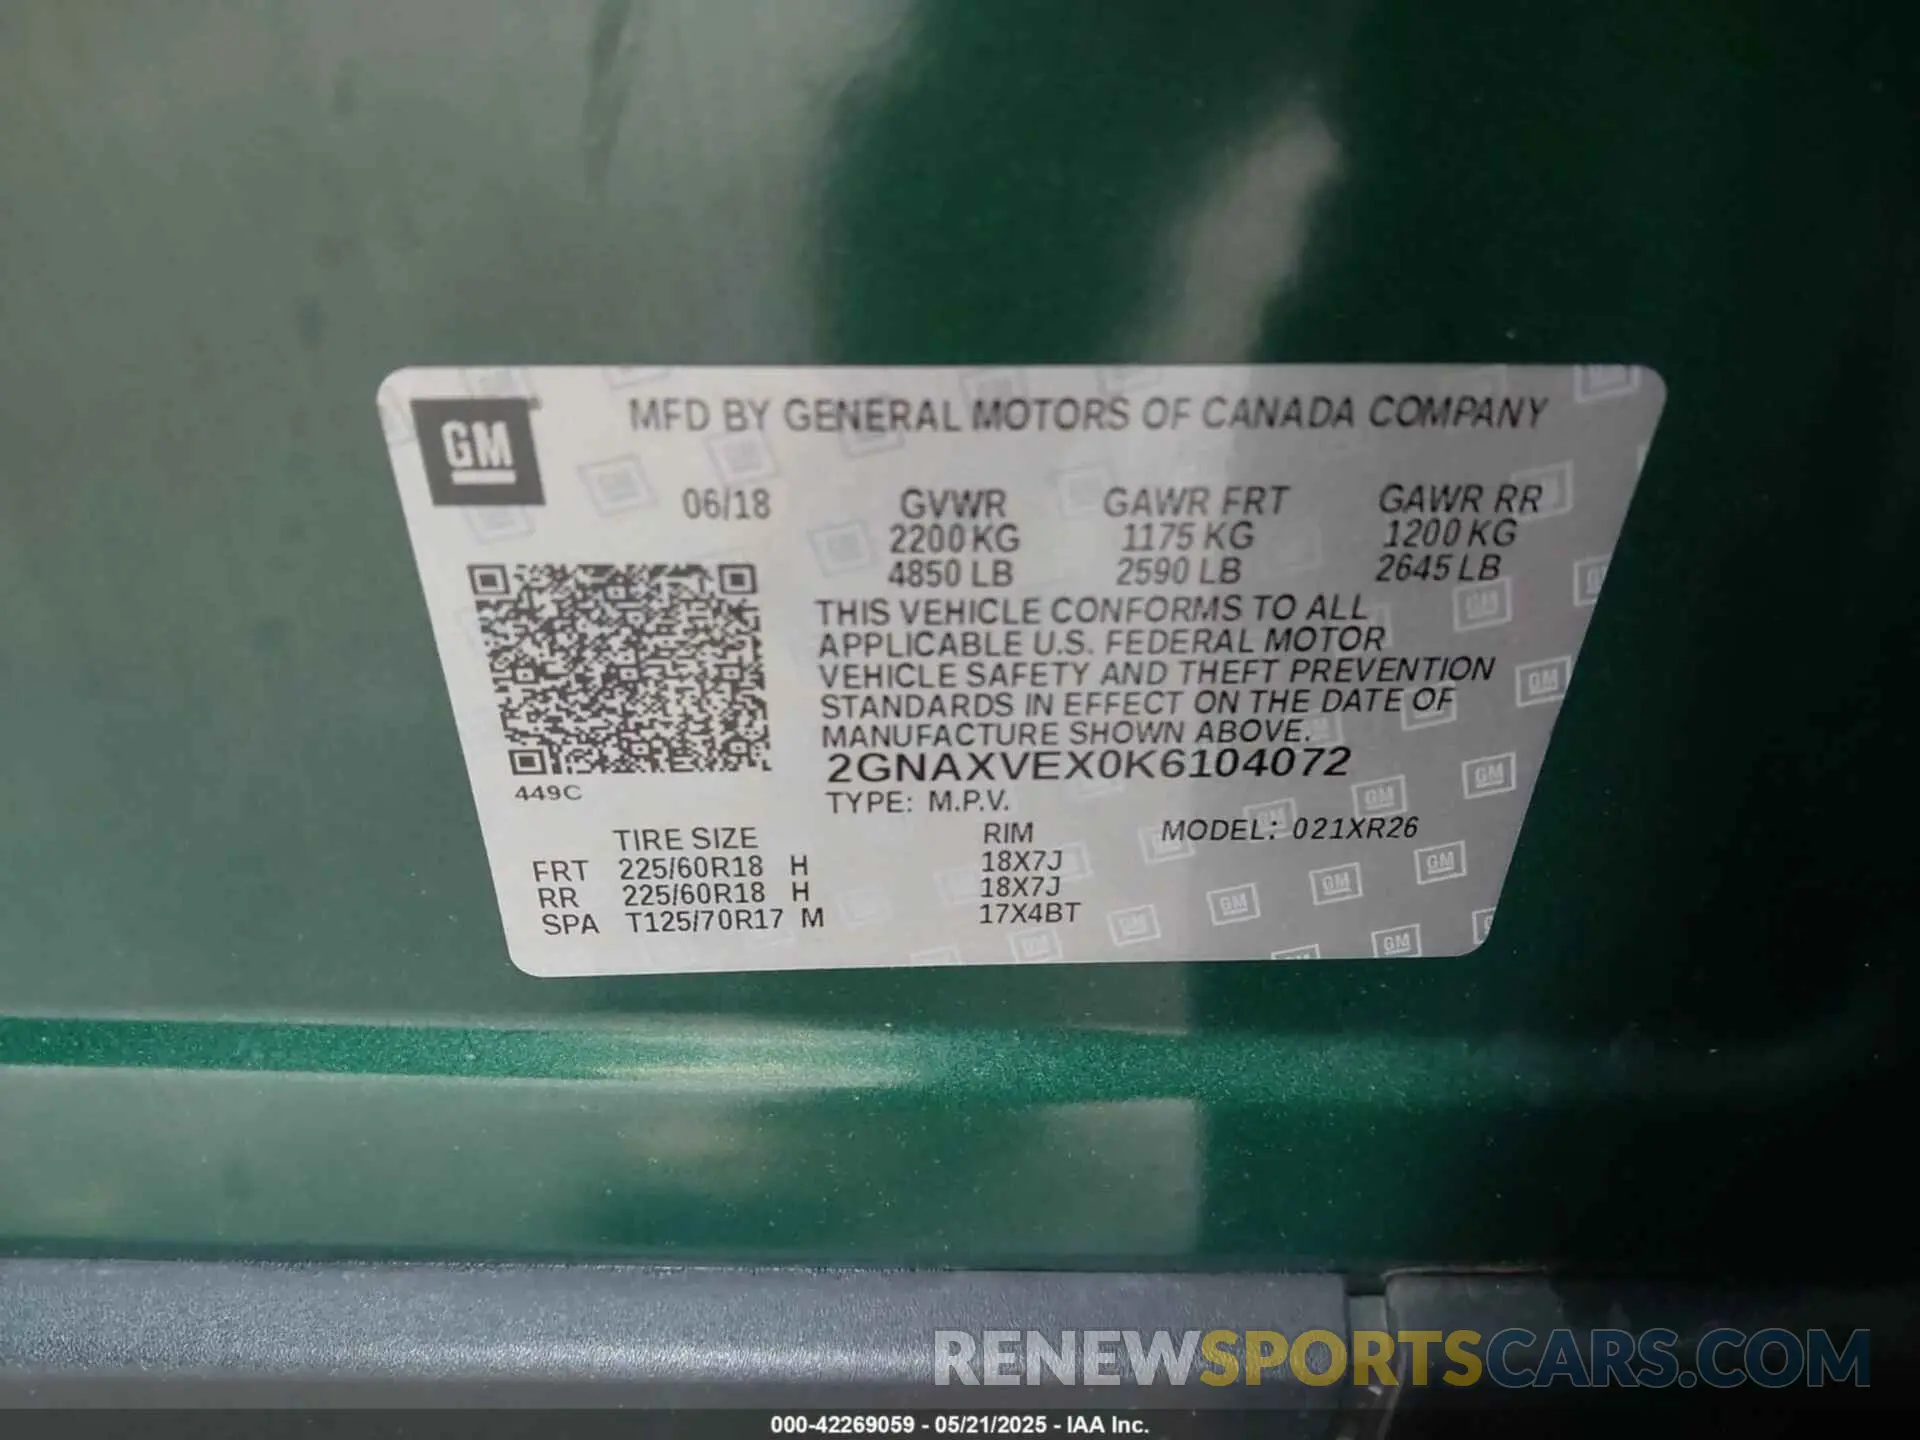 GM
MFD BY GENERAL MOTORS OF CANADA COMPANY
06/18 GVWR GAWR FRT GAWR RR
2200 KG 1175 KG 1200 KG
4850 LB 2590 LB 2645 LB
THIS VEHICLE CONFORMS TO ALL
APPLICABLE U.S. FEDERAL MOTOR
VEHICLE SAFETY AND THEFT PREVENTION
STANDARDS IN EFFECT ON THE DATE OF
MANUFACTURE SHOWN ABOVE.
2GNAXVEX0K6104072
449C
TYPE: M.P.V.
TIRE SIZE RIM MODEL: 021XR26
FRT 225/60R18 H 18X7J
RR 225/60R18 H 18X7J
SPA T125/70R17 M 17X4BT
RENEWSPORTSCARS.COM
000-42269059 - 05/21/2025 - IAA Inc.